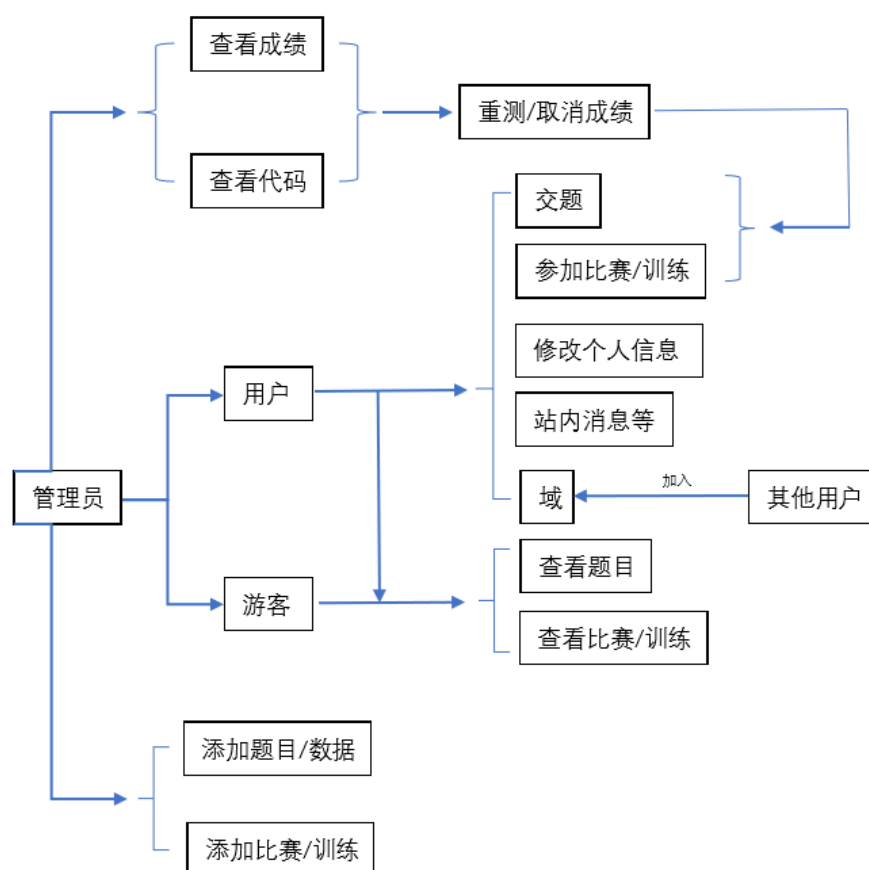 查看成绩
重测/取消成绩
查看代码
交题
参加比赛/训练
修改个人信息
用户
站内消息等
管理员
域
加入
其他用户
查看题目
游客
查看比赛/训练
添加题目/数据
添加比赛/训练